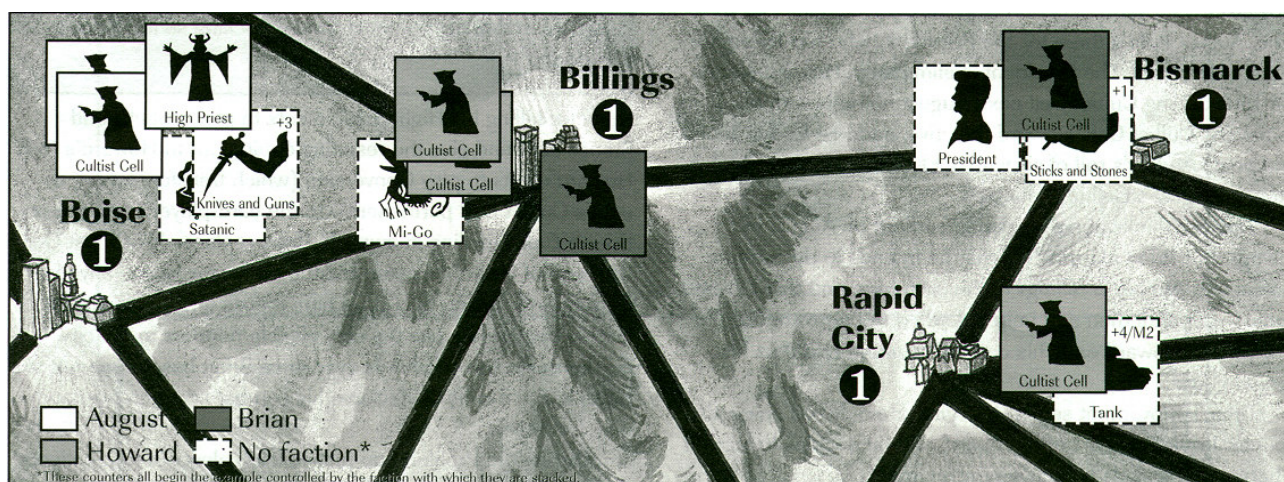 High Priest
Cultist Cell
+3
Knives and Guns
Satanic
Boise
1
Cultist Cell
Cultist Cell
Mi-Go
Billings
1
Cultist Cell
President
Cultist Cell
+1
Sticks and Stones
Bismarck
1
Rapid
City
1
Cultist Cell
+4/M2
Tank
August
Brian
Howard
No faction*
*These counters all begin the example controlled by the faction with which they are stacked.